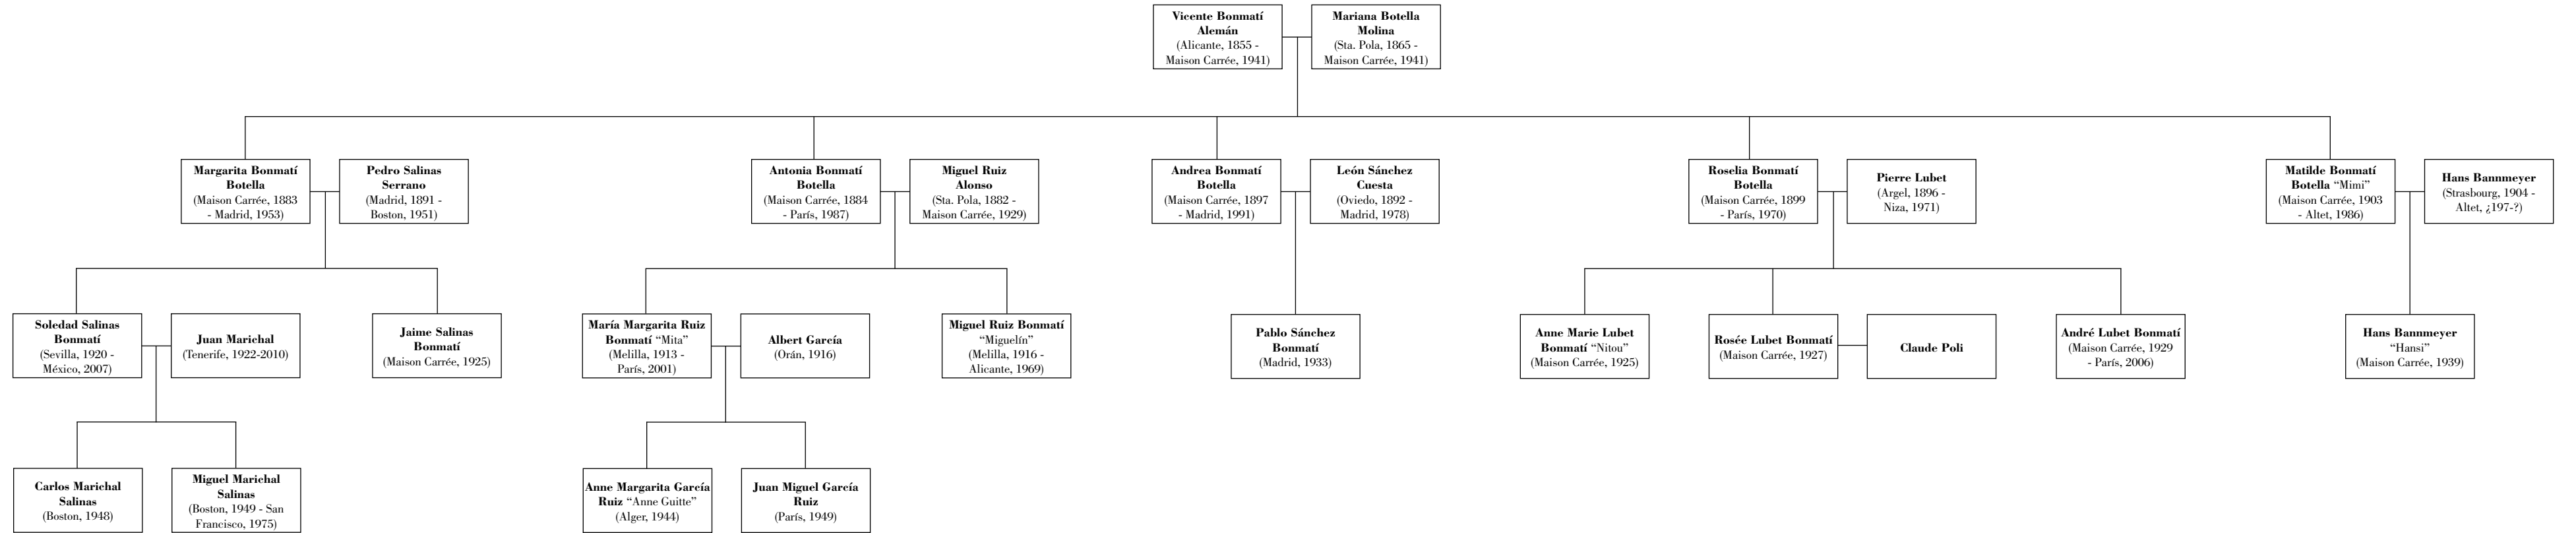 Vicente Bonmatí
Alemán
(Alicante, 1855 -
Maison Carrée, 1941)
Mariana Botella
Molina
(Sta. Pola, 1865 -
Maison Carrée, 1941)
Margarita Bonmatí
Botella
(Maison Carrée, 1883
- Madrid, 1953)
Pedro Salinas
Serrano
(Madrid, 1891 -
Boston, 1951)
Antonia Bonmatí
Botella
(Maison Carrée, 1884
- París, 1987)
Miguel Ruiz
Alonso
(Sta. Pola, 1882 -
Maison Carrée, 1929)
Andrea Bonmatí
Botella
(Maison Carrée, 1897
- Madrid, 1991)
León Sánchez
Cuesta
(Oviedo, 1892 -
Madrid, 1978)
Roselia Bonmatí
Botella
(Maison Carrée, 1899
- París, 1970)
Pierre Lubet
(Argel, 1896 -
Niza, 1971)
Matilde Bonmatí
Botella “Mimi”
(Maison Carrée, 1903
- Altet, 1986)
Hans Bannmeyer
(Strasbourg, 1904 -
Altet, ¿197-?)
Soledad Salinas
Bonmatí
(Sevilla, 1920 -
México, 2007)
Juan Marichal
(Tenerife, 1922-2010)
Jaime Salinas
Bonmatí
(Maison Carrée, 1925)
María Margarita Ruiz
Bonmatí “Mita”
(Melilla, 1913 -
París, 2001)
Albert García
(Orán, 1916)
Miguel Ruiz Bonmatí
“Miguelín”
(Melilla, 1916 -
Alicante, 1969)
Pablo Sánchez
Bonmatí
(Madrid, 1933)
Anne Marie Lubet
Bonmatí “Nitou”
(Maison Carrée, 1925)
Rosée Lubet Bonmatí
(Maison Carrée, 1927)
Claude Poli
André Lubet Bonmatí
(Maison Carrée, 1929
- París, 2006)
Hans Bannmeyer
“Hansi”
(Maison Carrée, 1939)
Carlos Marichal
Salinas
(Boston, 1948)
Miguel Marichal
Salinas
(Boston, 1949 - San
Francisco, 1975)
Anne Margarita García
Ruiz “Anne Guitte”
(Alger, 1944)
Juan Miguel García
Ruiz
(París, 1949)